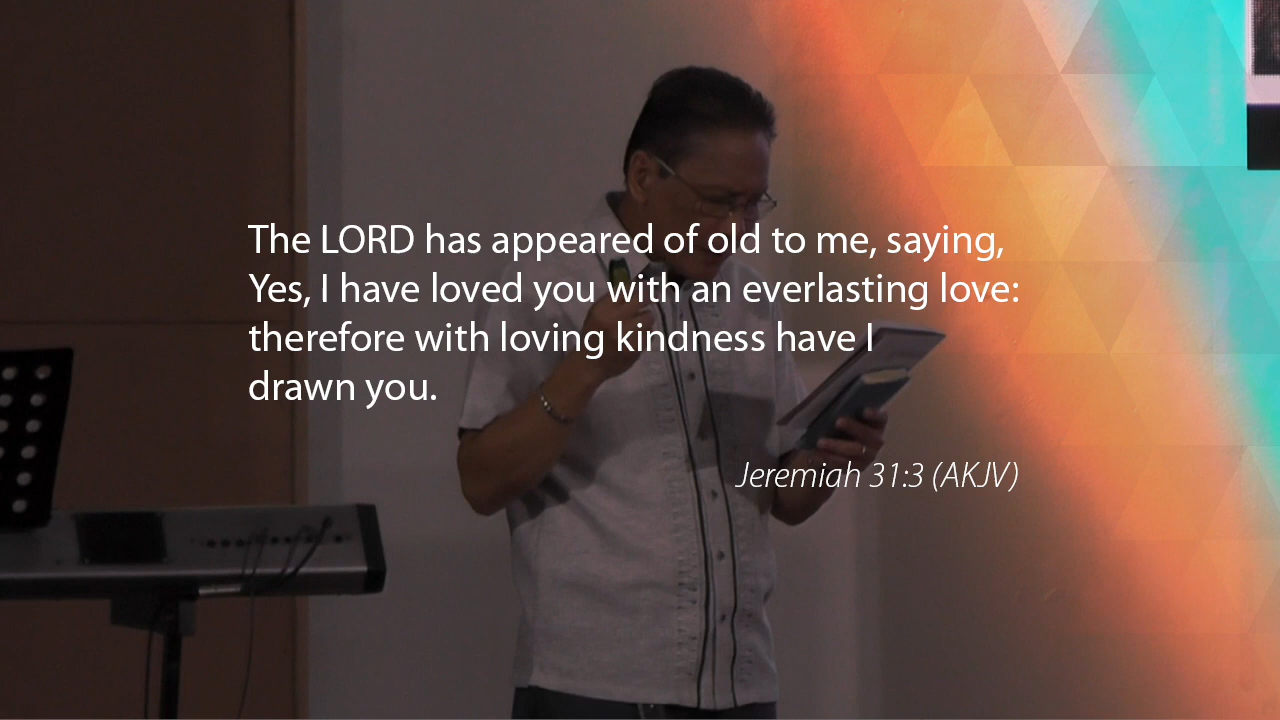 The LORD has appeared of old to me, saying,
Yes, I have loved you with an everlasting love:
therefore with loving kindness have I
drawn you.
Jeremiah 31:3 (AKJV)